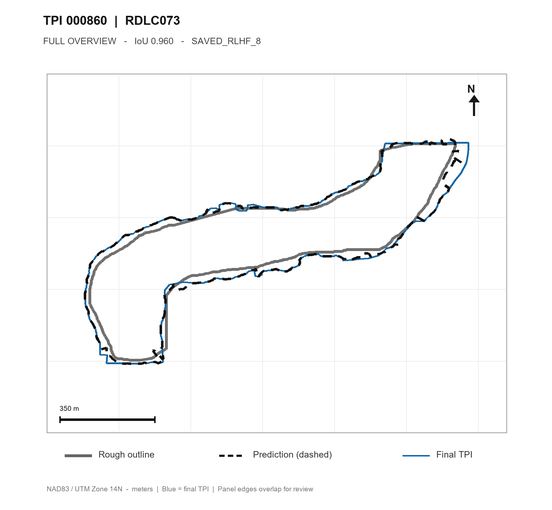 TPI 000860 | RDLC073
FULL OVERVIEW - IoU 0.960 - SAVED_RLHF_8
N
350 m
Rough outline Prediction (dashed) Final TPI
NAD83 / UTM Zone 14N - meters | Blue = final TPI | Panel edges overlap for review